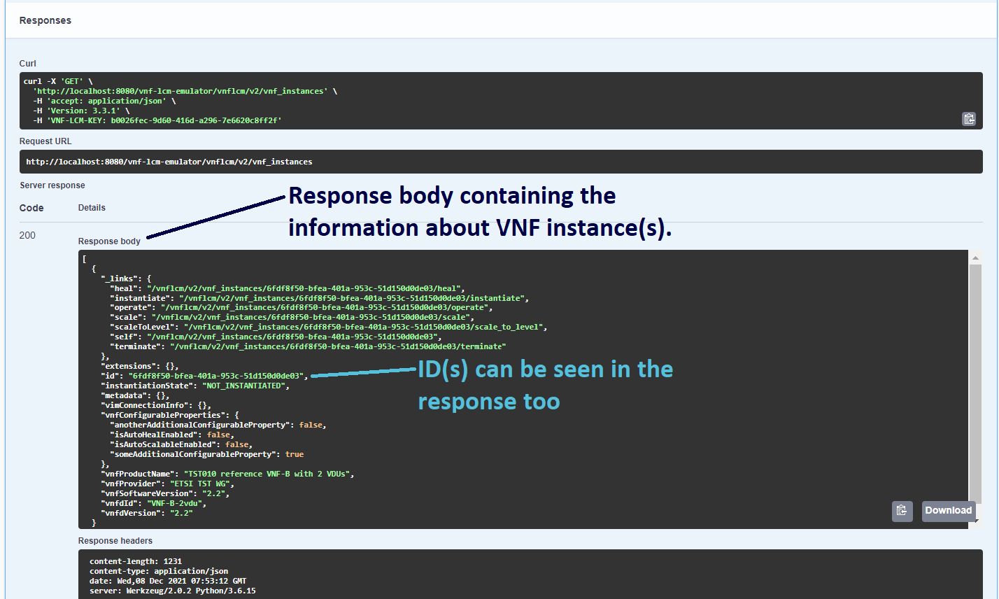 Responses
Curl
curl -X 'GET' \
  'http://localhost:8080/vnf-lcm-emulator/vnflcm/v2/vnf_instances' \
  -H 'accept: application/json' \
  -H 'Version: 3.3.1' \
  -H 'VNF-LCM-KEY: b0026fec-9d60-416d-a296-7e6620c8ff2f'
Request URL
http://localhost:8080/vnf-lcm-emulator/vnflcm/v2/vnf_instances
Server response
Code Details
Response body containing the
information about VNF instance(s).
200
Response body
[
  {
    "_links": {
      "heal": "/vnflcm/v2/vnf_instances/6fdf8f50-bfea-401a-953c-51d150d0de03/heal",
      "instantiate": "/vnflcm/v2/vnf_instances/6fdf8f50-bfea-401a-953c-51d150d0de03/instantiate",
      "operate": "/vnflcm/v2/vnf_instances/6fdf8f50-bfea-401a-953c-51d150d0de03/operate",
      "scale": "/vnflcm/v2/vnf_instances/6fdf8f50-bfea-401a-953c-51d150d0de03/scale",
      "scaleToLevel": "/vnflcm/v2/vnf_instances/6fdf8f50-bfea-401a-953c-51d150d0de03/scale_to_level",
      "self": "/vnflcm/v2/vnf_instances/6fdf8f50-bfea-401a-953c-51d150d0de03",
      "terminate": "/vnflcm/v2/vnf_instances/6fdf8f50-bfea-401a-953c-51d150d0de03/terminate"
    },
    "extensions": {},
    "id": "6fdf8f50-bfea-401a-953c-51d150d0de03",
    "instantiationState": "NOT_INSTANTIATED",
    "metadata": {},
    "vimConnectionInfo": {},
    "vnfConfigurableProperties": {
      "anotherAdditionalConfigurableProperty": false,
      "isAutoHealEnabled": false,
      "isAutoScalableEnabled": false,
      "someAdditionalConfigurableProperty": true
    },
    "vnfProductName": "TST010 reference VNF-B with 2 VDUs",
    "vnfProvider": "ETSI TST WG",
    "vnfSoftwareVersion": "2.2",
    "vnfdId": "VNF-B-2vdu",
    "vnfdVersion": "2.2"
  }
ID(s) can be seen in the
response too
Download
Response headers
content-length: 1231
content-type: application/json
date: Wed,08 Dec 2021 07:53:12 GMT
server: Werkzeug/2.0.2 Python/3.6.15